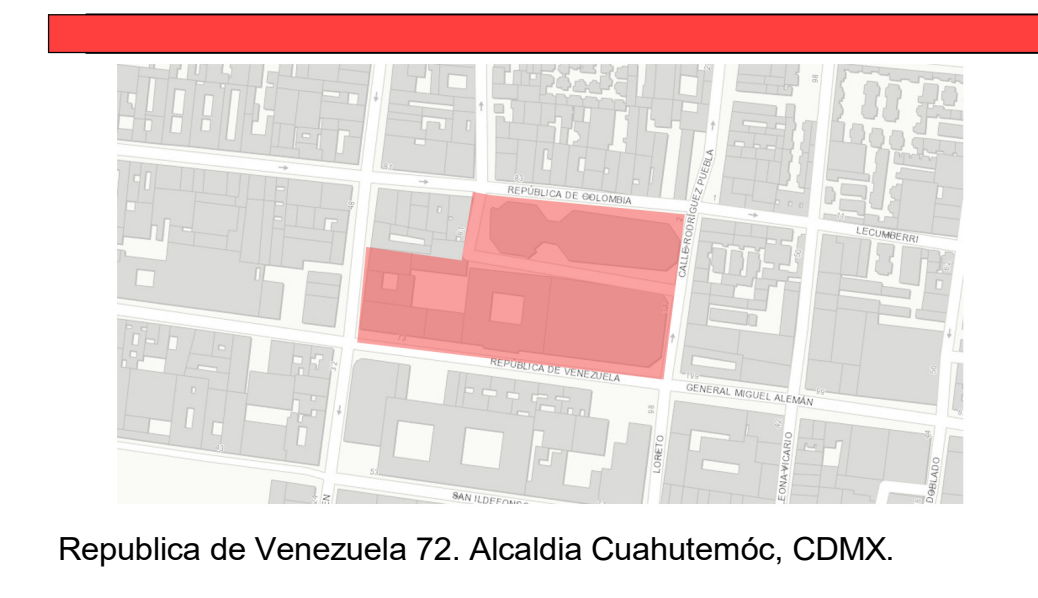 REPÚBLICA DE COLOMBIA
CALLE RODRÍGUEZ PUEBLA
LECUMBERRI
REPÚBLICA DE VENEZUELA
GENERAL MIGUEL ALEMÁN
LORETO
LEONA VICARIO
DOBLADO
SAN ILDEFONSO
Republica de Venezuela 72. Alcaldia Cuahutemóc, CDMX.